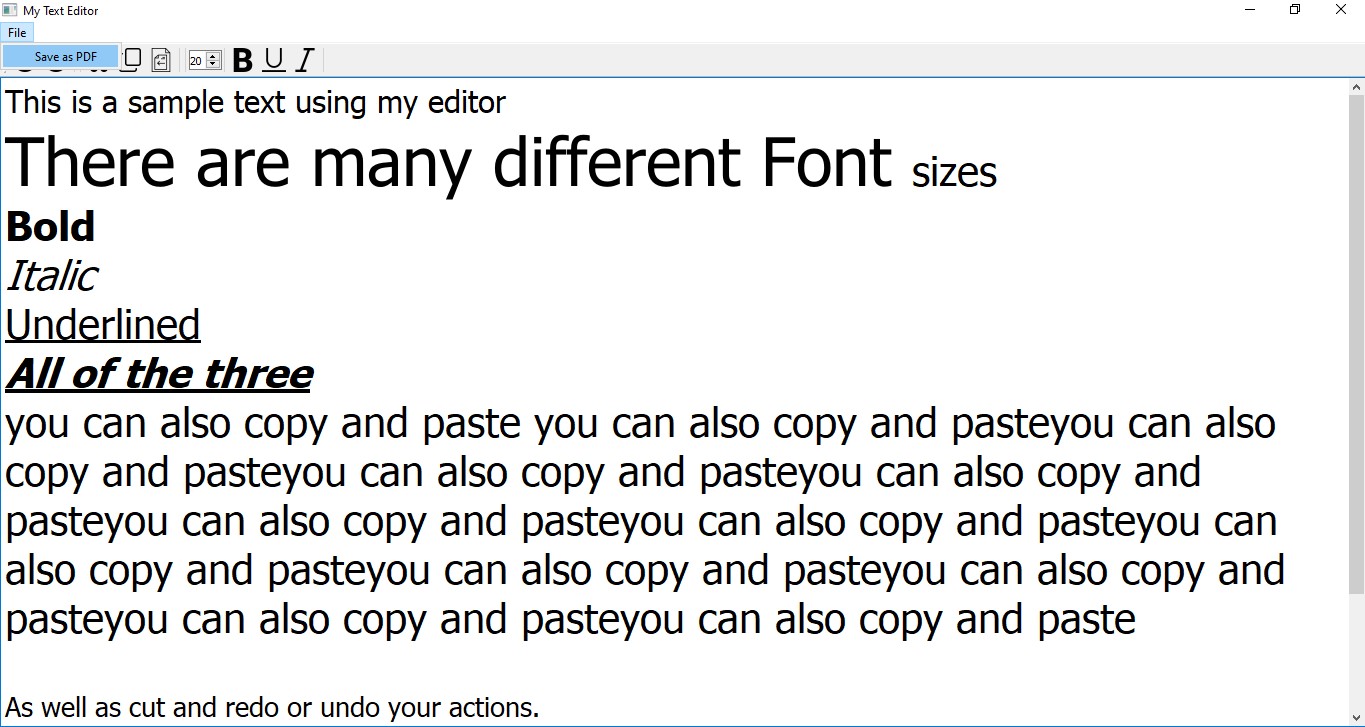 My Text Editor
File
Save as PDF
20 B U I
This is a sample text using my editor
There are many different Font sizes
Bold
Italic
Underlined
All of the three
you can also copy and paste you can also copy and pasteyou can also
copy and pasteyou can also copy and pasteyou can also copy and
pasteyou can also copy and pasteyou can also copy and pasteyou can
also copy and pasteyou can also copy and pasteyou can also copy and
pasteyou can also copy and pasteyou can also copy and paste
As well as cut and redo or undo your actions.